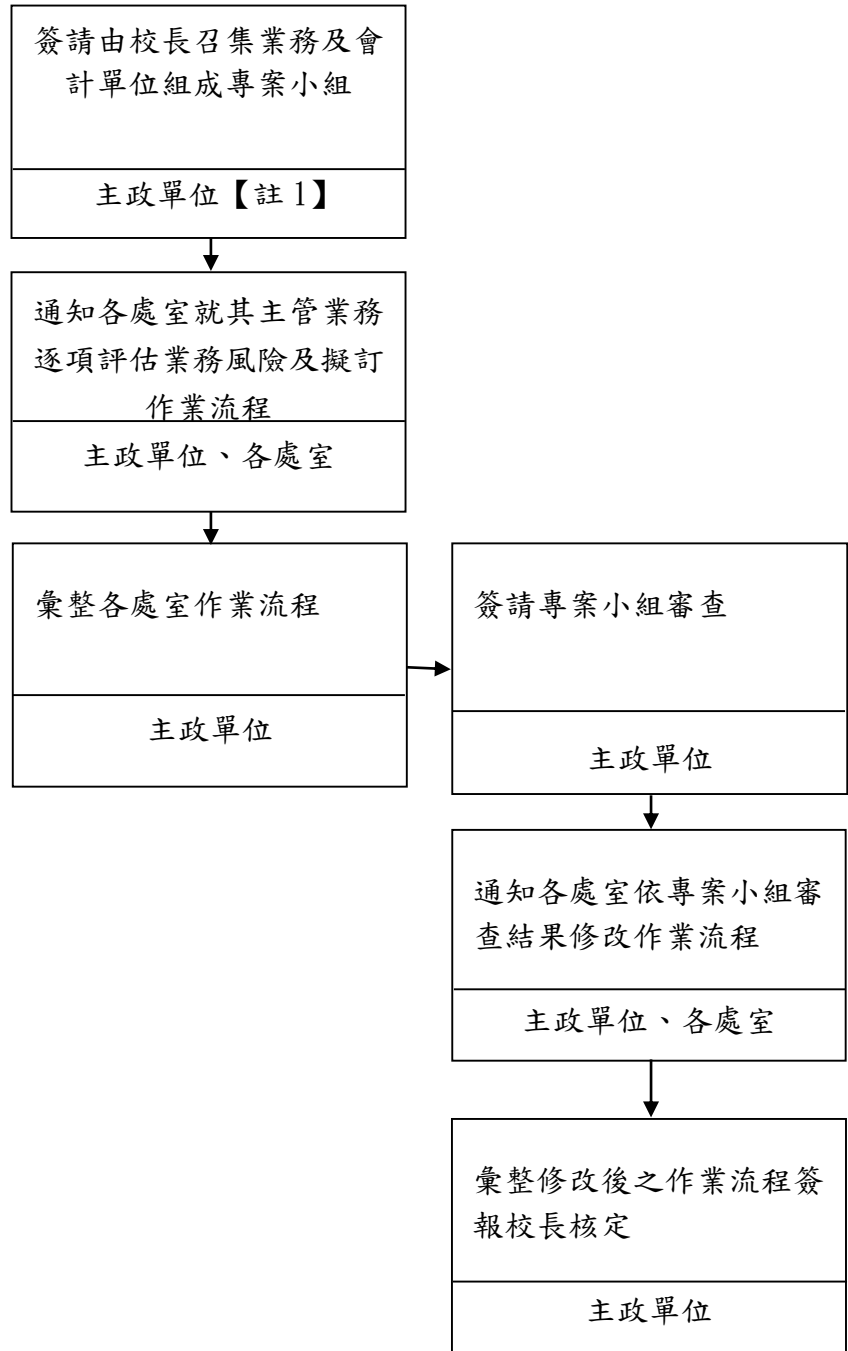 簽請由校長召集業務及會
計單位組成專案小組
主政單位【註1】
通知各處室就其主管業務
逐項評估業務風險及擬訂
作業流程
主政單位、各處室
彙整各處室作業流程
主政單位
簽請專案小組審查
主政單位
通知各處室依專案小組審
查結果修改作業流程
主政單位、各處室
彙整修改後之作業流程簽
報校長核定
主政單位